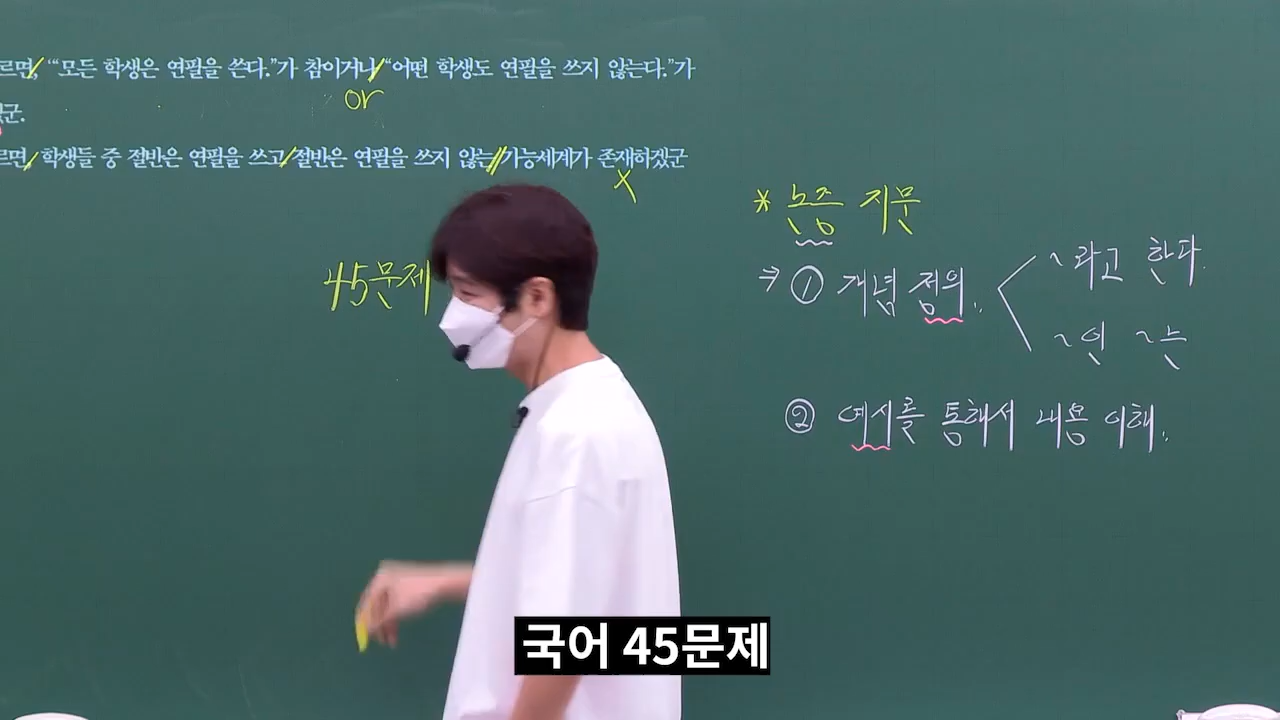 르면, “모든 학생은 연필을 쓴다.”가 참이거나 “어떤 학생도 연필을 쓰지 않는다.”가
or
군.
르면, 학생들 중 절반은 연필을 쓰고 절반은 연필을 쓰지 않는 가능세계가 존재하겠군
X
45문제
* 논증 지문
⇒ ① 개념 정의..
~라고 한다.
~인 ~는
② 예시를 통해서 내용 이해..
국어 45문제